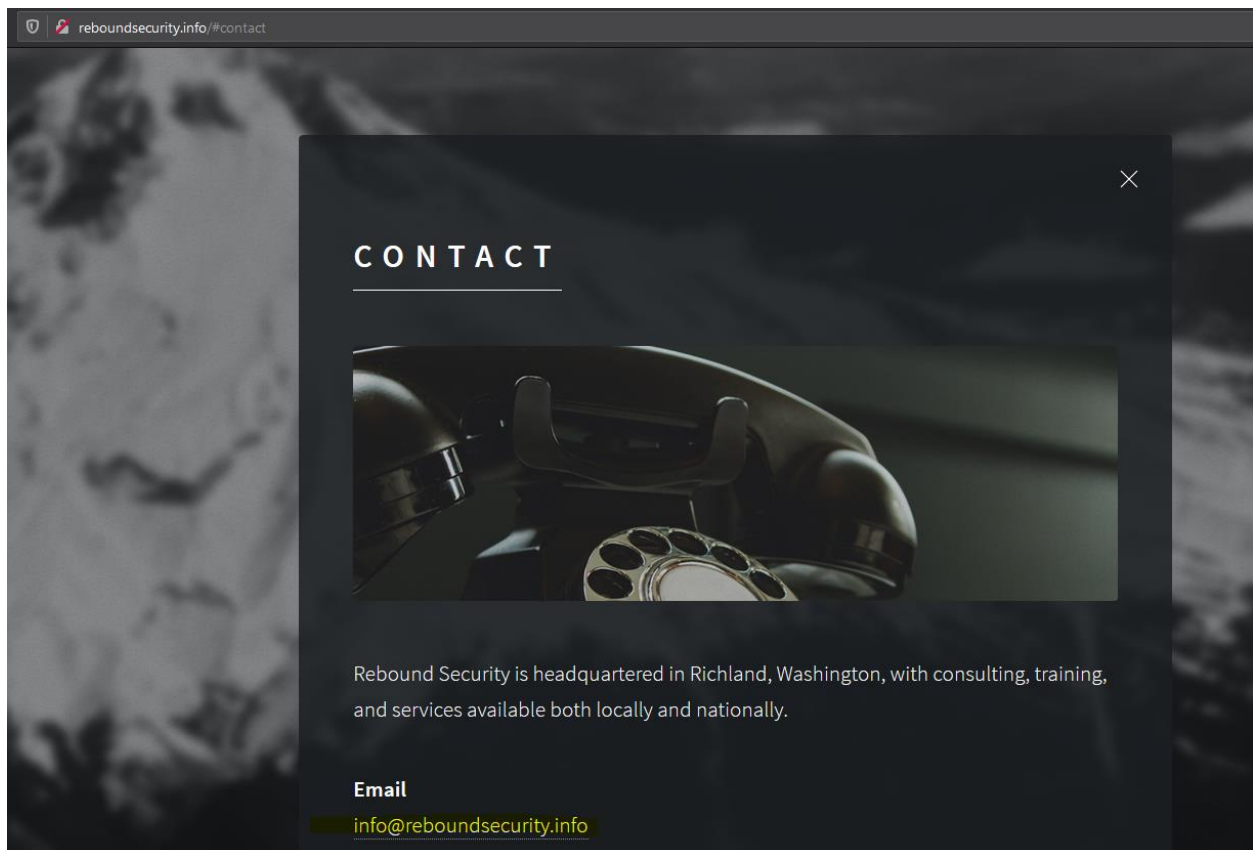 reboundsecurity.info/#contact
CONTACT
Rebound Security is headquartered in Richland, Washington, with consulting, training,
and services available both locally and nationally.
Email
info@reboundsecurity.info